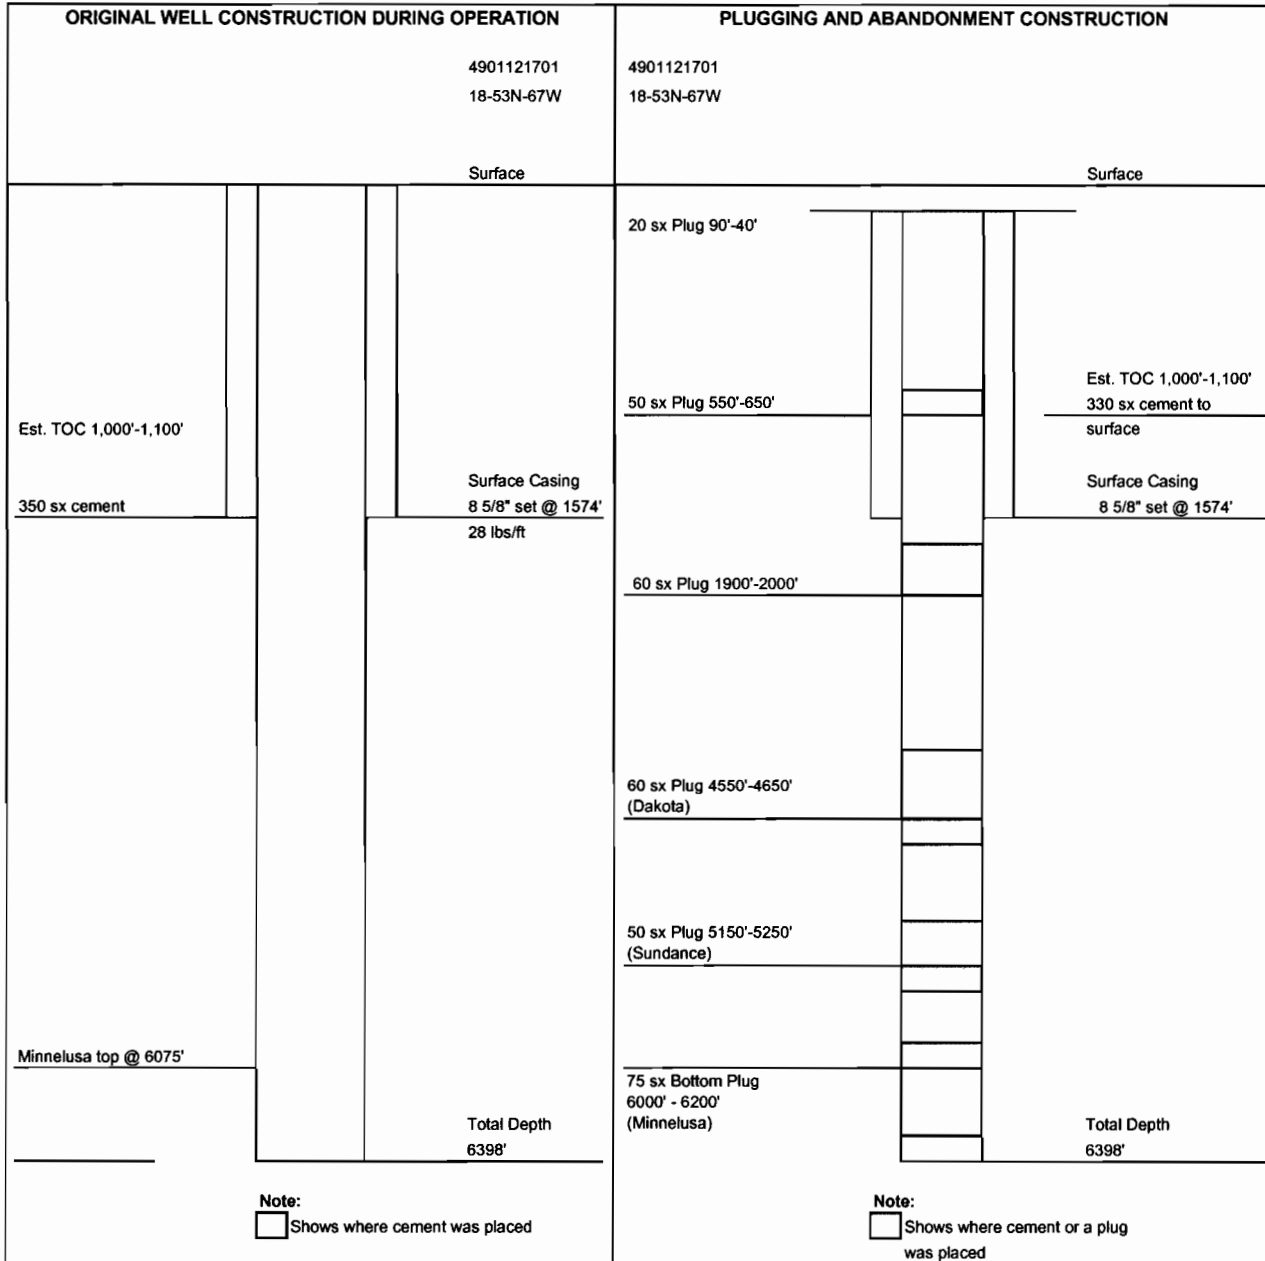 ORIGINAL WELL CONSTRUCTION DURING OPERATION
4901121701
18-53N-67W
Surface
Est. TOC 1,000'-1,100'
350 sx cement
Surface Casing
8 5/8" set @ 1574'
28 lbs/ft
Minnelusa top @ 6075'
Total Depth
6398'
Note:
Shows where cement was placed
PLUGGING AND ABANDONMENT CONSTRUCTION
4901121701
18-53N-67W
Surface
20 sx Plug 90'-40'
50 sx Plug 550'-650'
Est. TOC 1,000'-1,100'
330 sx cement to
surface
Surface Casing
8 5/8" set @ 1574'
60 sx Plug 1900'-2000'
60 sx Plug 4550'-4650'
(Dakota)
50 sx Plug 5150'-5250'
(Sundance)
75 sx Bottom Plug
6000' - 6200'
(Minnelusa)
Total Depth
6398'
Note:
Shows where cement or a plug
was placed